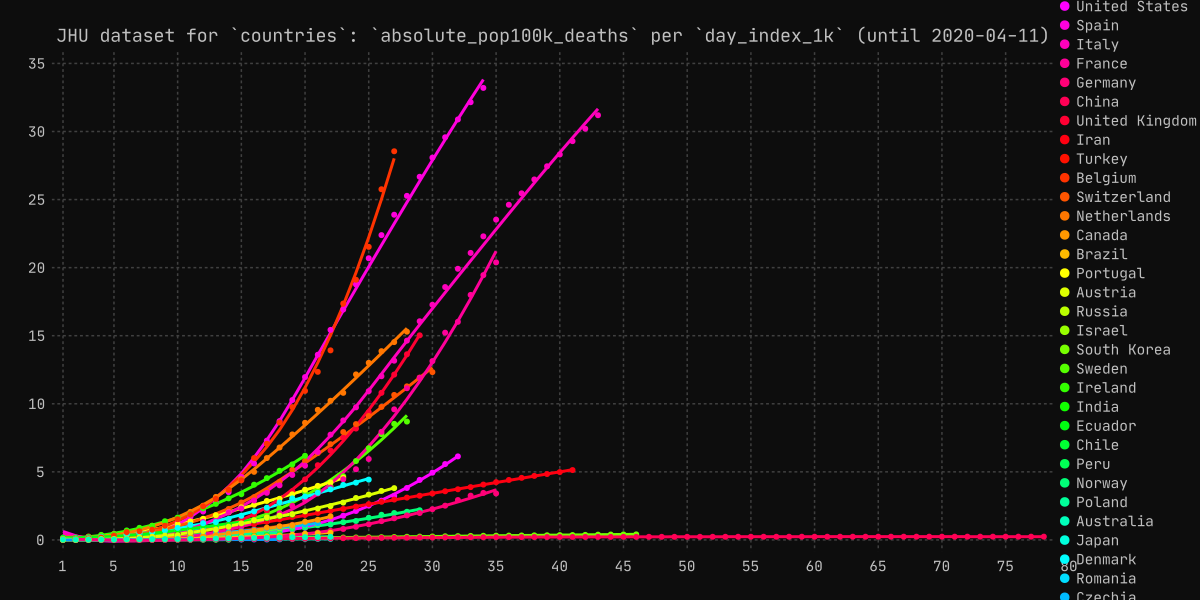 JHU dataset for `countries`: `absolute_pop100k_deaths` per `day_index_1k` (until 2020-04-11)
35
30
25
20
15
10
5
0
1 5 10 15 20 25 30 35 40 45 50 55 60 65 70 75 80
United States
Spain
Italy
France
Germany
China
United Kingdom
Iran
Turkey
Belgium
Switzerland
Netherlands
Canada
Brazil
Portugal
Austria
Russia
Israel
South Korea
Sweden
Ireland
India
Ecuador
Chile
Peru
Norway
Poland
Australia
Japan
Denmark
Romania
Czechia